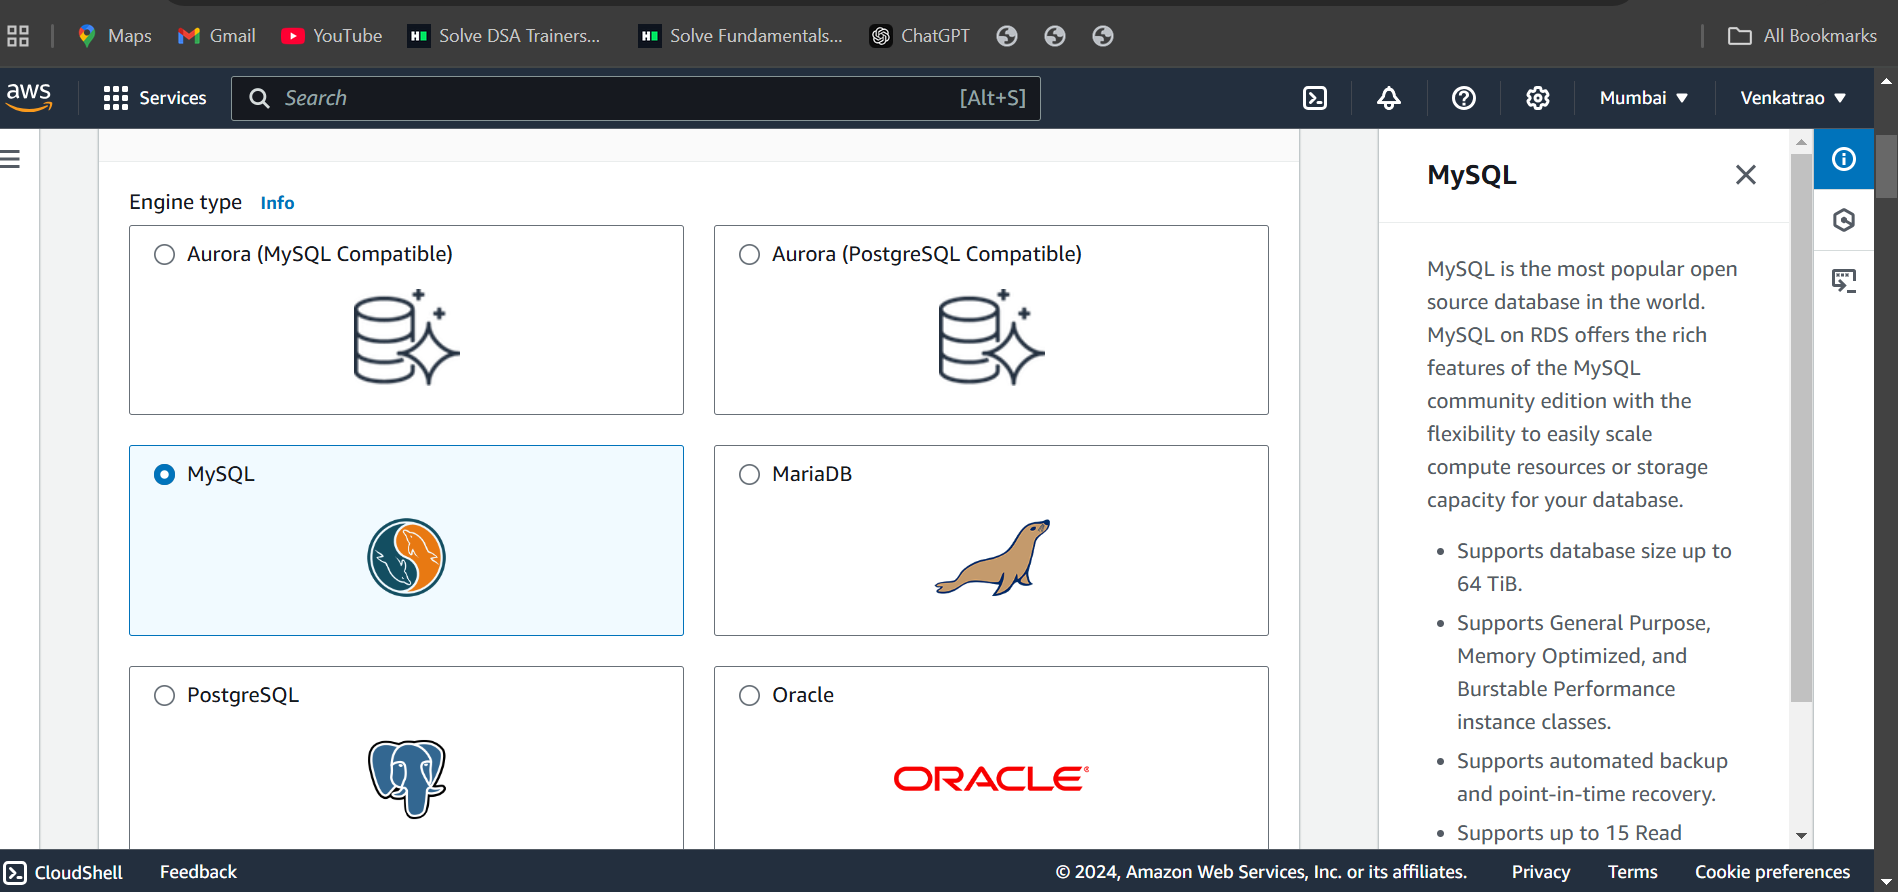 Maps
Gmail
YouTube
Solve DSA Trainers...
Solve Fundamentals...
ChatGPT
All Bookmarks
aws
Services
Search
[Alt+S]
Mumbai
Venkatrao
Engine type Info
Aurora (MySQL Compatible)
Aurora (PostgreSQL Compatible)
MySQL
MariaDB
PostgreSQL
Oracle
ORACLE®
MySQL
MySQL is the most popular open
source database in the world.
MySQL on RDS offers the rich
features of the MySQL
community edition with the
flexibility to easily scale
compute resources or storage
capacity for your database.
• Supports database size up to
64 TiB.
• Supports General Purpose,
Memory Optimized, and
Burstable Performance
instance classes.
• Supports automated backup
and point-in-time recovery.
• Supports up to 15 Read
CloudShell
Feedback
© 2024, Amazon Web Services, Inc. or its affiliates.
Privacy
Terms
Cookie preferences